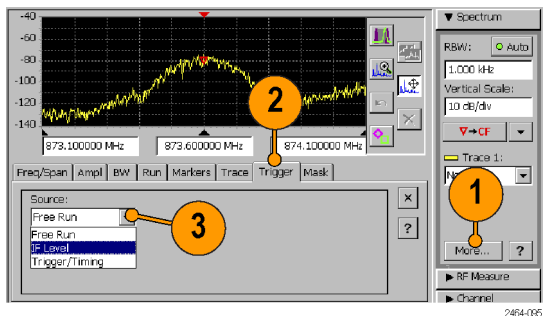 -40
-60
-80
-100
-120
-140
873.100000 MHz
873.600000 MHz
874.100000 MHz
2
Freq/Span Ampl BW Run Markers Trace Trigger Mask
Source:
Free Run
Free Run
IF Level
Trigger/Timing
3
?
▼ Spectrum
RBW:
Auto
1.000 kHz
Vertical Scale:
10 dB/div
▽→CF
Trace 1:
1
More...
?
▶ RF Measure
▶ Channel
2464-095